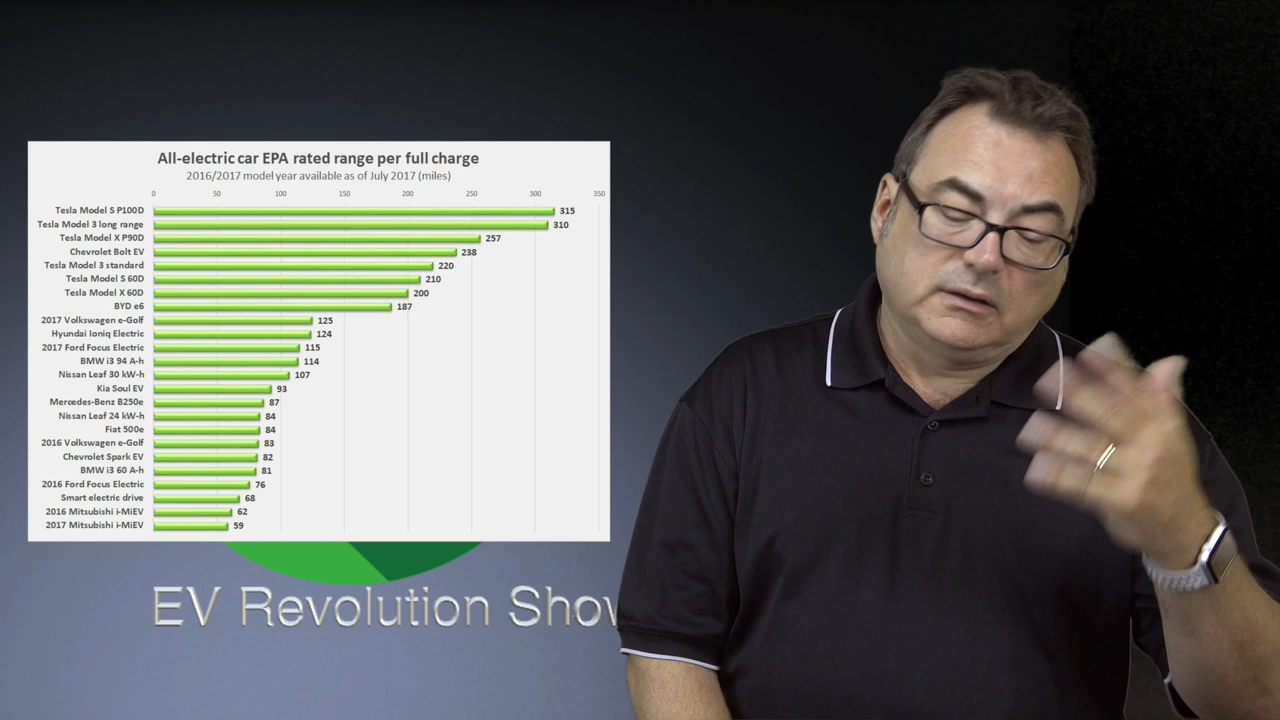 All-electric car EPA rated range per full charge
2016/2017 model year available as of July 2017 (miles)
0 50 100 150 200 250 300 350
Tesla Model S P100D 315
Tesla Model 3 long range 310
Tesla Model X P90D 257
Chevrolet Bolt EV 238
Tesla Model 3 standard 220
Tesla Model S 60D 210
Tesla Model X 60D 200
BYD e6 187
2017 Volkswagen e-Golf 125
Hyundai Ioniq Electric 124
2017 Ford Focus Electric 115
BMW i3 94 A-h 114
Nissan Leaf 30 kW-h 107
Kia Soul EV 93
Mercedes-Benz B250e 87
Nissan Leaf 24 kW-h 84
Fiat 500e 84
2016 Volkswagen e-Golf 83
Chevrolet Spark EV 82
BMW i3 60 A-h 81
2016 Ford Focus Electric 76
Smart electric drive 68
2016 Mitsubishi i-MiEV 62
2017 Mitsubishi i-MiEV 59
EV Revolution Show